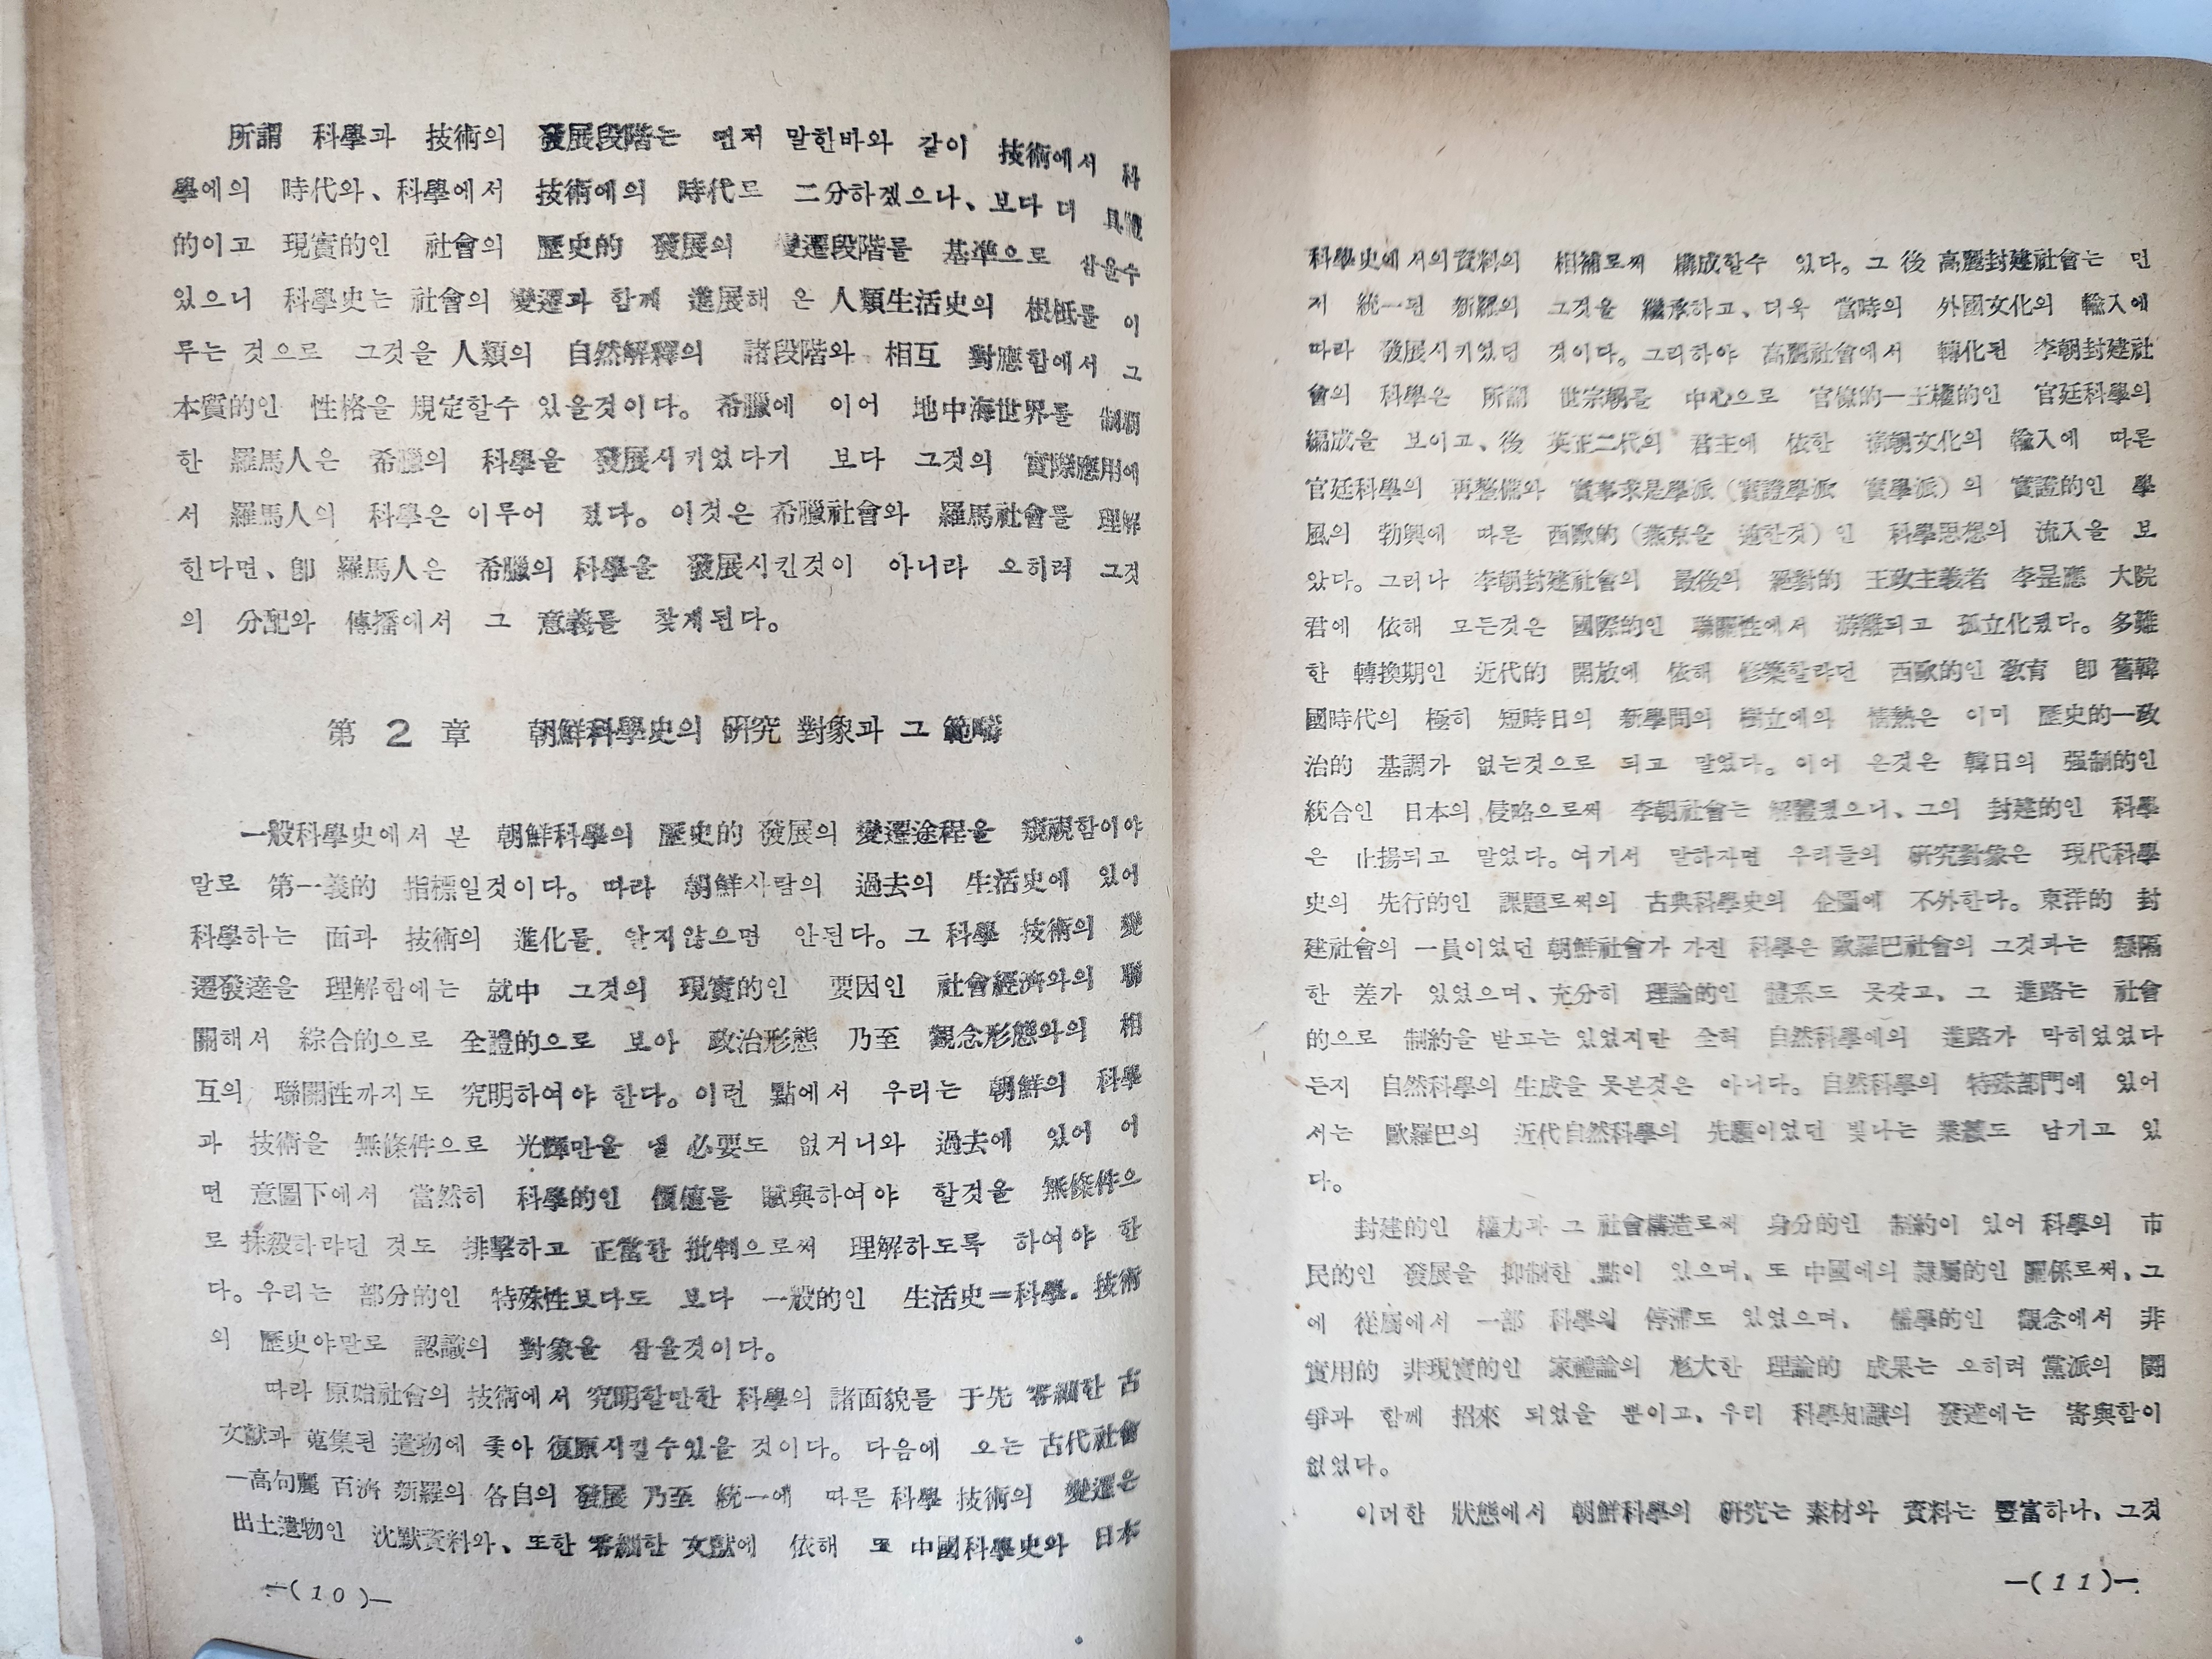 所謂 科學과 技術의 發展段階는 먼저 말한바와 같이 技術에서 科
學에의 時代와、科學에서 技術에의 時代로 二分하겠으나、보다 더 具體
的이고 現實的인 社會의 歷史的 發展의 變遷段階를 基準으로 삼을수
있으니 科學史는 社會의 變遷과 함께 進展해 온 人類生活史의 根柢를 이
루는 것으로 그것을 人類의 自然解釋의 諸段階와 相互 對應함에서 그
本質的인 性格을 規定할수 있을것이다。希臘에 이어 地中海世界를 制覇
한 羅馬人은 希臘의 科學을 發展시키었다기 보다 그것의 實際應用에
서 羅馬人의 科學은 이루어 졌다。이것은 希臘社會와 羅馬社會를 理解
한다면、卽 羅馬人은 希臘의 科學을 發展시킨것이 아니라 오히려 그것
의 分配와 傳播에서 그 意義를 찾게된다。
第 2 章 朝鮮科學史의 硏究 對象과 그 範疇
一般科學史에서 본 朝鮮科學의 歷史的 發展의 變遷途程을 窺視함이야
말로 第一義的 指標일것이다。따라 朝鮮사람의 過去의 生活史에 있어
科學하는 面과 技術의 進化를 알지않으면 안된다。그 科學 技術의 變
遷發達을 理解함에는 就中 그것의 現實的인 要因인 社會經濟와의 聯
關해서 綜合的으로 全體的으로 보아 政治形態 乃至 觀念形態와의 相
互의 聯關性까지도 究明하여야 한다。이런 點에서 우리는 朝鮮의 科學
과 技術을 無條件으로 光輝만을 낼 必要도 없거니와 過去에 있어 어
떤 意圖下에서 當然히 科學的인 價値를 賦與하여야 할것을 無條件으
로 抹殺하랴던 것도 排擊하고 正當한 批判으로써 理解하도록 하여야 한
다。우리는 部分的인 特殊性보다도 보다 一般的인 生活史=科學．技術
의 歷史야말로 認識의 對象을 삼을것이다。
따라 原始社會의 技術에서 究明할만한 科學의 諸面貌를 于先 零細한 古
文獻과 蒐集된 遺物에 좇아 復原시킬수있을 것이다。다음에 오는 古代社會
—高句麗 百濟 新羅의 各自의 發展 乃至 統一에 따른 科學 技術의 變遷은
出土遺物인 沈默資料와、또한 零細한 文獻에 依해 또 中國科學史와 日本
—(10)—
科學史에서의資料의 相補로써 構成할수 있다。그 後 高麗封建社會는 먼
저 統一된 新羅의 그것을 繼承하고、더욱 當時의 外國文化의 輸入에
따라 發展시키었던 것이다。그리하야 高麗社會에서 轉化된 李朝封建社
會의 科學은 所謂 世宗朝를 中心으로 官僚的—王權的인 官廷科學의
編成을 보이고、後 英正二代의 君主에 依한 淸朝文化의 輸入에 따른
官廷科學의 再整備와 實事求是學派（實證學派 實學派）의 實證的인 學
風의 勃興에 따른 西歐的（燕京을 通한것）인 科學思想의 流入을 보
았다。그러나 李朝封建社會의 最後의 絕對的 王政主義者 李昰應 大院
君에 依해 모든것은 國際的인 聯關性에서 游離되고 孤立化됬다。多難
한 轉換期인 近代的 開放에 依해 修築할랴던 西歐的인 敎育 卽 舊韓
國時代의 極히 短時日의 新學問의 樹立에의 情熱은 이미 歷史的—政
治的 基調가 없는것으로 되고 말었다。이어 온것은 韓日의 强制的인
統合인 日本의 侵略으로써 李朝社會는 解體됬으니、그의 封建的인 科學
은 止揚되고 말었다。여기서 말하자면 우리들의 硏究對象은 現代科學
史의 先行的인 課題로써의 古典科學史의 企圖에 不外한다。東洋的 封
建社會의 一員이었던 朝鮮社會가 가진 科學은 歐羅巴社會의 그것과는 懸隔
한 差가 있었으며、充分히 理論的인 體系도 못갖고、그 進路는 社會
的으로 制約을 받고는 있었지만 全혀 自然科學에의 進路가 막히었었다
든지 自然科學의 生成을 못본것은 아니다。自然科學의 特殊部門에 있어
서는 歐羅巴의 近代自然科學의 先驅이었던 빛나는 業績도 남기고 있
다。
封建的인 權力과 그 社會構造로써 身分的인 制約이 있어 科學의 市
民的인 發展을 抑制한 點이 있으며、또 中國에의 隷屬的인 關係로써、그
에 從屬에서 一部 科學의 停滯도 있었으며、儒學的인 觀念에서 非
實用的 非現實的인 家禮論의 尨大한 理論的 成果는 오히려 黨派의 鬪
爭과 함께 招來 되었을 뿐이고、우리 科學知識의 發達에는 寄與함이
없었다。
이러한 狀態에서 朝鮮科學의 硏究는 素材와 資料는 豐富하나、그것
—(11)—